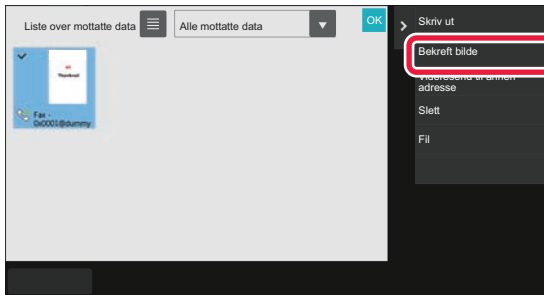 Liste over mottatte data
Alle mottatte data
OK
Thumbnail
Fax -
0x0001@dummy
Skriv ut
Bekreft bilde
Videresend til annen
adresse
Slett
Fil